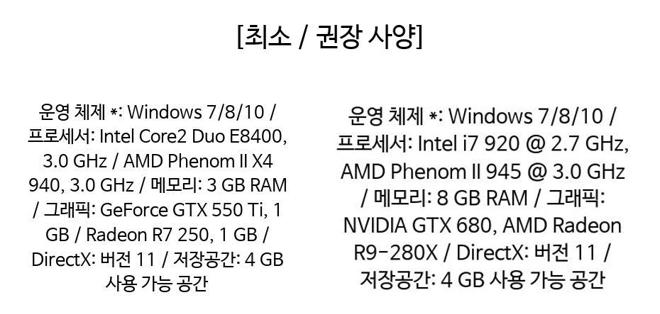 [최소 / 권장 사양]
운영 체제 *: Windows 7/8/10 /
프로세서: Intel Core2 Duo E8400,
3.0 GHz / AMD Phenom II X4
940, 3.0 GHz / 메모리: 3 GB RAM
/ 그래픽: GeForce GTX 550 Ti, 1
GB / Radeon R7 250, 1 GB /
DirectX: 버전 11 / 저장공간: 4 GB
사용 가능 공간
운영 체제 *: Windows 7/8/10 /
프로세서: Intel i7 920 @ 2.7 GHz,
AMD Phenom II 945 @ 3.0 GHz
/ 메모리: 8 GB RAM / 그래픽:
NVIDIA GTX 680, AMD Radeon
R9-280X / DirectX: 버전 11 /
저장공간: 4 GB 사용 가능 공간